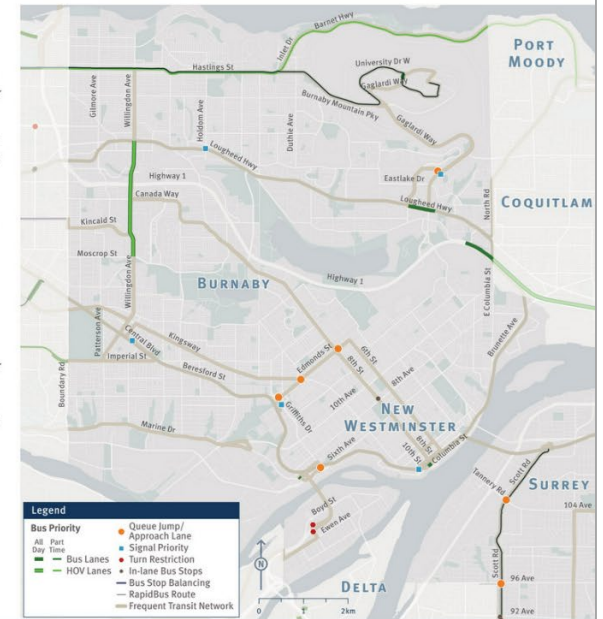 Barnet Hwy
PORT
MOODY
Inlet Dr
Hastings St
University Dr W
Gaglardi Way
Burnaby Mountain Pky
Gilmore Ave
Willingdon Ave
Holdom Ave
Duthie Ave
Gaglardi Way
Lougheed Hwy
Highway 1
Eastlake Dr
Canada Way
Lougheed Hwy
North Rd
COQUITLAM
Kincaid St
Moscrop St
Highway 1
BURNABY
Willingdon Ave
E Columbia St
Patterson Ave
Central Blvd
Kingsway
Brunette Ave
Imperial St
Edmonds St
6th St
8th St
Beresford St
8th Ave
Boundary Rd
10th Ave
Griffiths Dr
NEW
WESTMINSTER
Marine Dr
Sixth Ave
10th St
8th St
Columbia St
Tannery Rd
Scott Rd
SURREY
Boyd St
Ewen Ave
104 Ave
Scott Rd
DELTA
96 Ave
92 Ave
N
0 1 2km
Legend
Bus Priority
All Day
Part Time
Bus Lanes
HOV Lanes
Queue Jump/
Approach Lane
Signal Priority
Turn Restriction
In-lane Bus Stops
Bus Stop Balancing
RapidBus Route
Frequent Transit Network